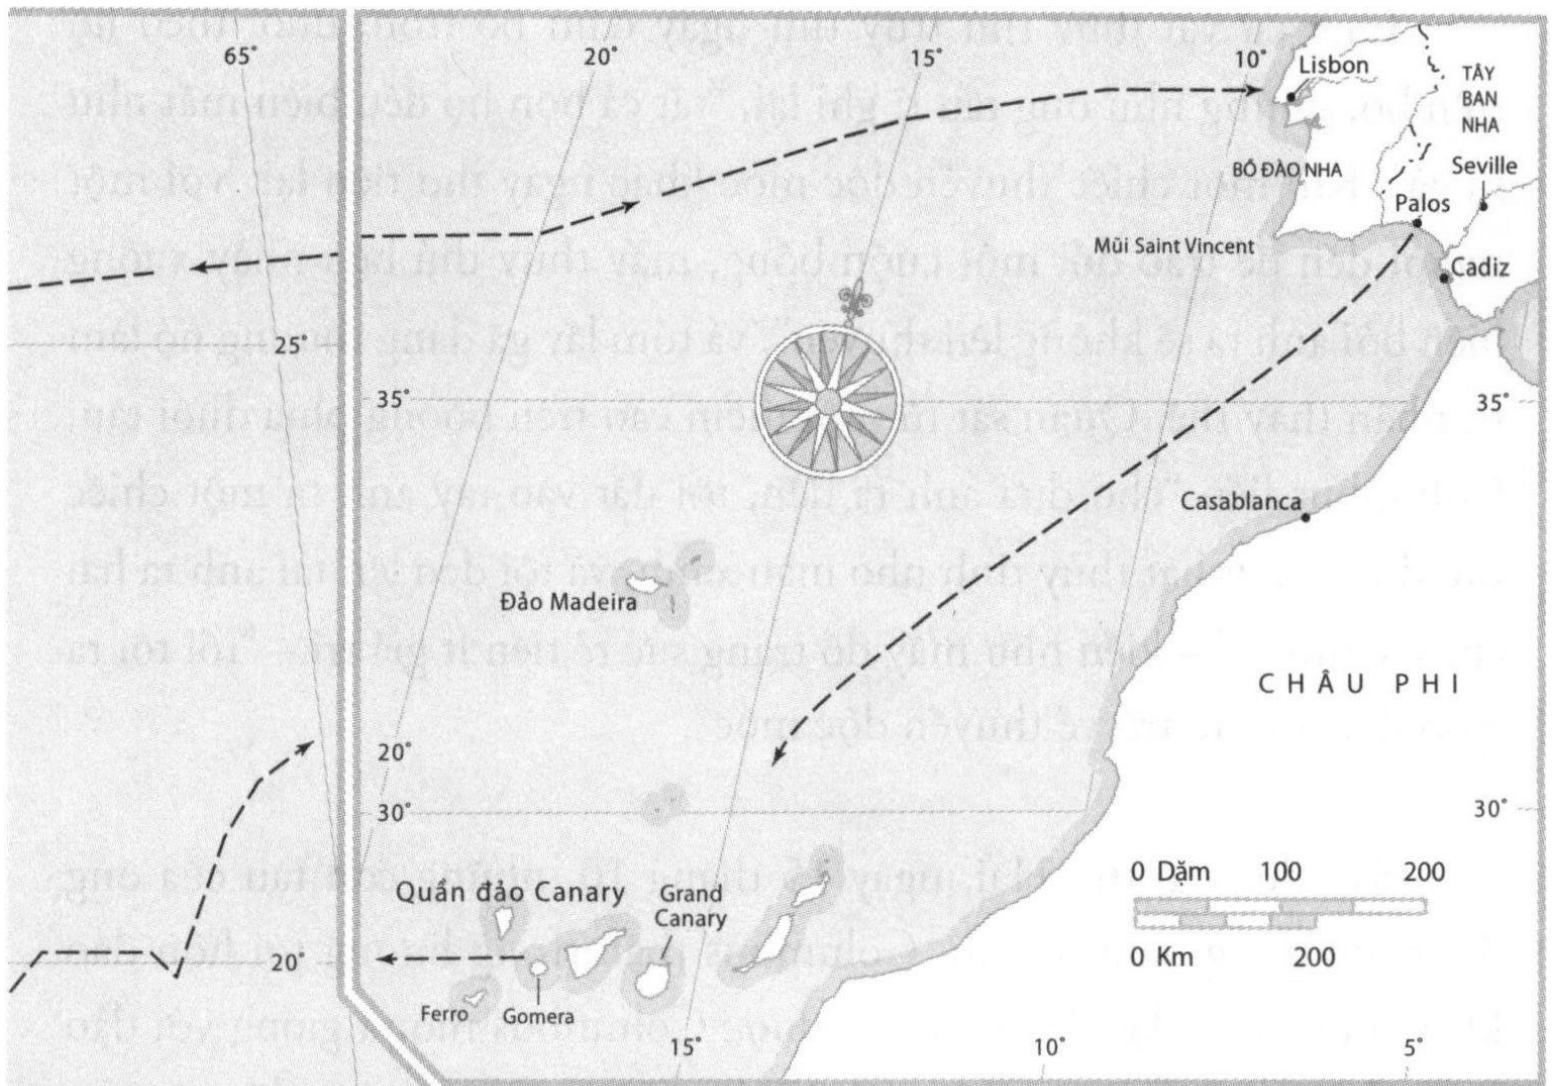 65°
20°
15°
10°
Lisbon
TÂY
BAN
NHA
BỒ ĐÀO NHA
Seville
Palos
Mũi Saint Vincent
Cadiz
25°
35°
35°
Casablanca
Đảo Madeira
CHÂU PHI
20°
30°
30°
0 Dặm 100 200
Quần đảo Canary
Grand
Canary
0 Km 200
20°
Ferro
Gomera
15°
10°
5°